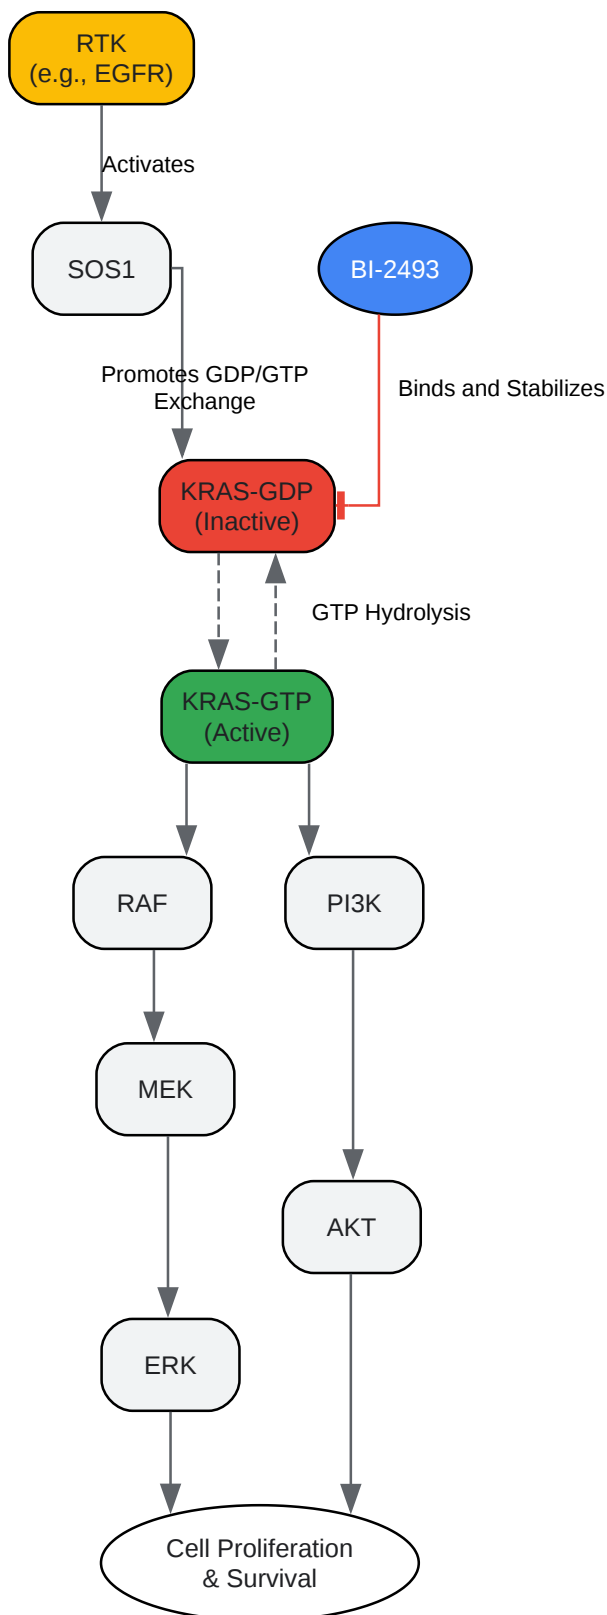 RTK
(e.g., EGFR)
Activates
SOS1
BI-2493
Promotes GDP/GTP
Exchange
Binds and Stabilizes
KRAS-GDP
(Inactive)
GTP Hydrolysis
KRAS-GTP
(Active)
RAF
PI3K
MEK
AKT
ERK
Cell Proliferation
& Survival